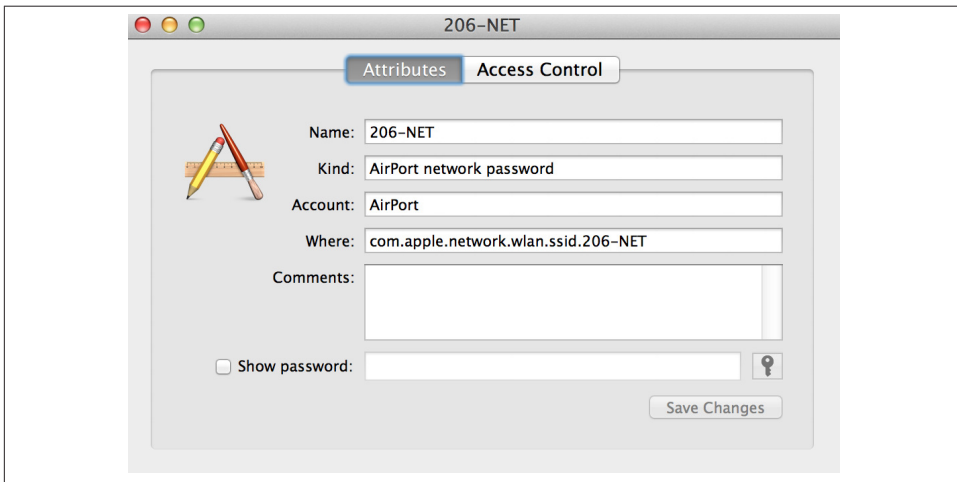 206-NET
Attributes Access Control
Name: 206-NET
Kind: AirPort network password
Account: AirPort
Where: com.apple.network.wlan.ssid.206-NET
Comments:
Show password:
Save Changes